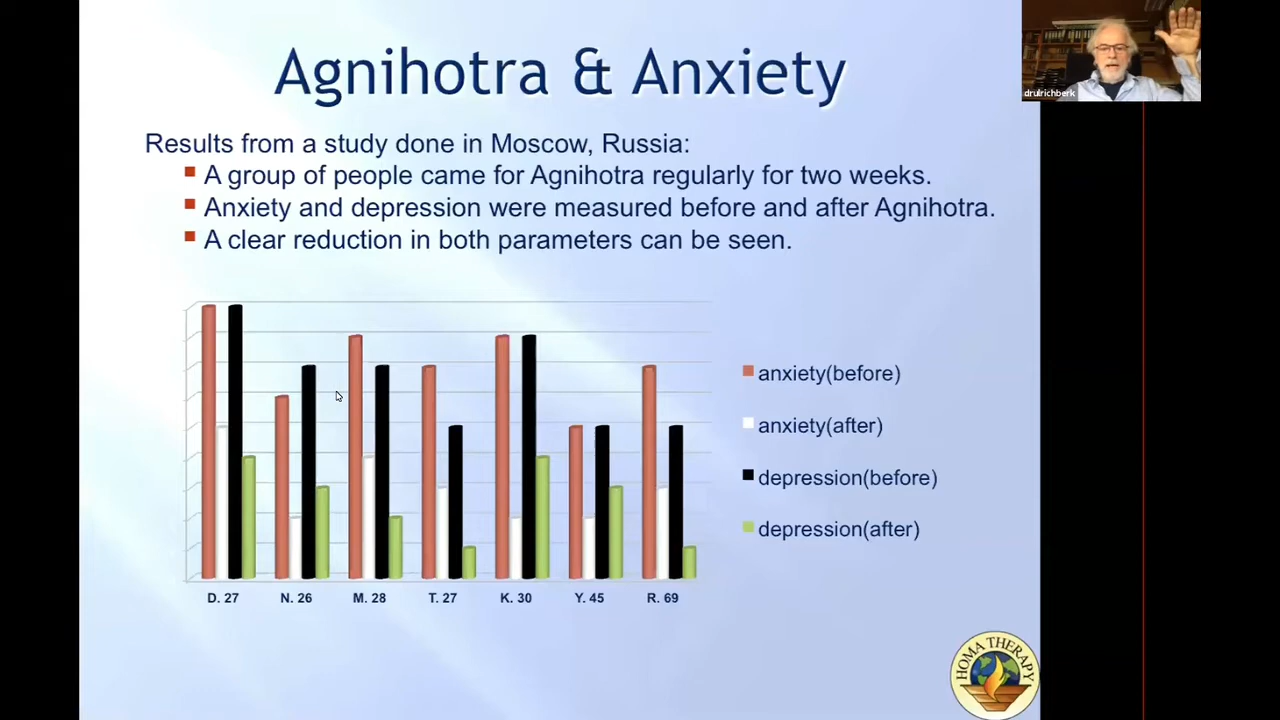 Agnihotra & Anxiety
drulrichberk
Results from a study done in Moscow, Russia:
A group of people came for Agnihotra regularly for two weeks.
Anxiety and depression were measured before and after Agnihotra.
A clear reduction in both parameters can be seen.
anxiety(before)
anxiety(after)
depression(before)
depression(after)
D. 27 N. 26 M. 28 T. 27 K. 30 Y. 45 R. 69
HOMA THERAPY